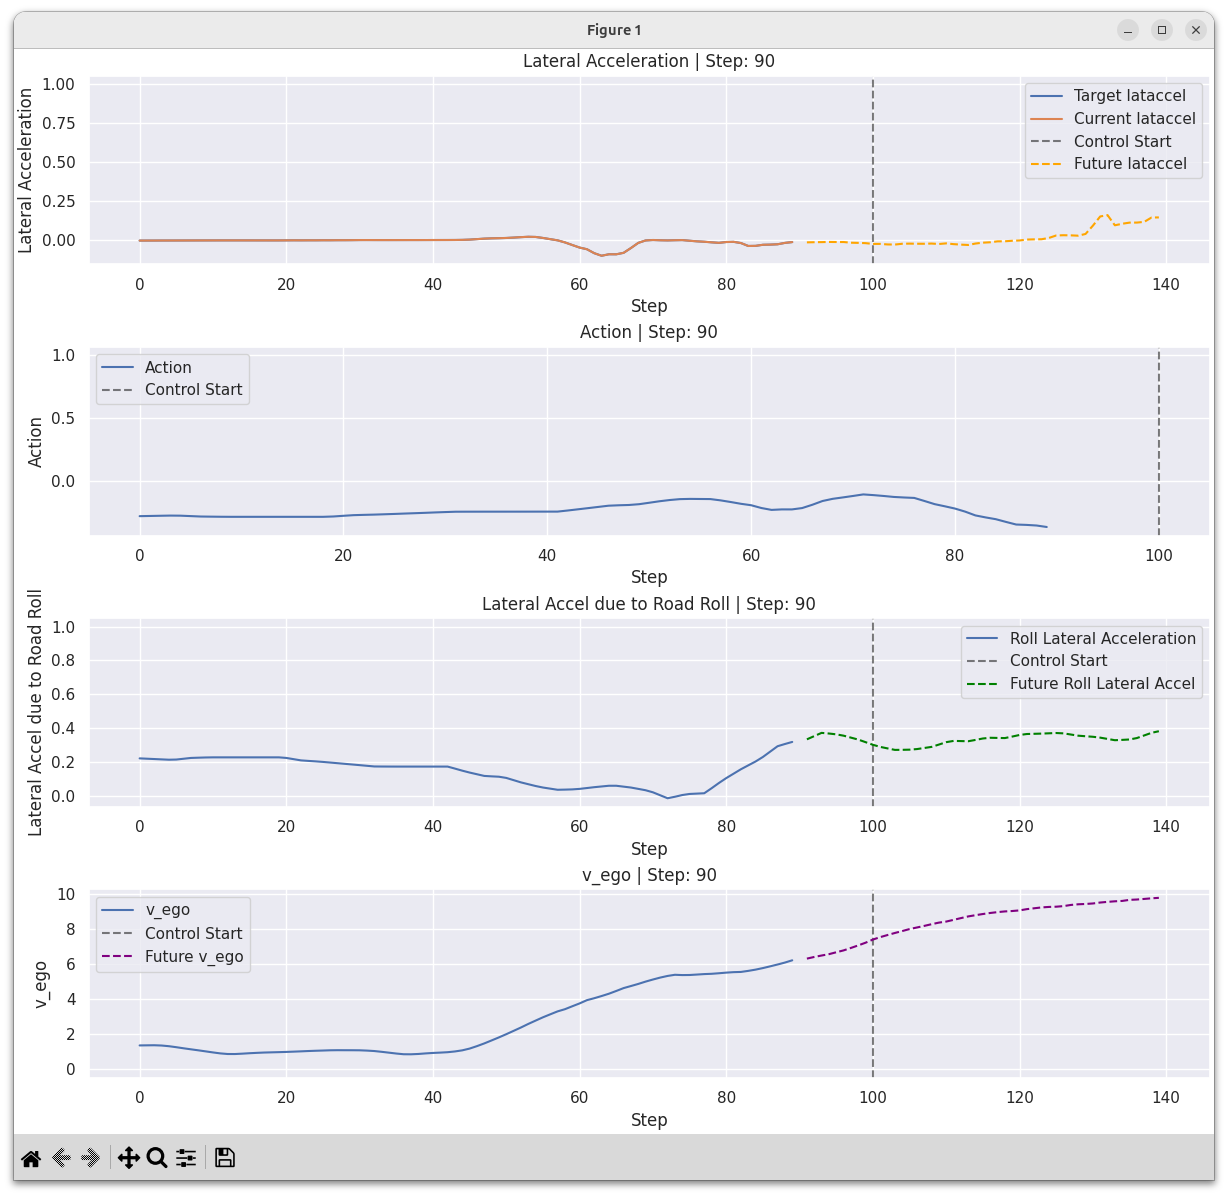 Figure 1
Lateral Acceleration | Step: 90
Lateral Acceleration
1.00
0.75
0.50
0.25
0.00
Target lataccel
Current lataccel
Control Start
Future lataccel
0 20 40 60 80 100 120 140
Step
Action | Step: 90
Action
1.0
0.5
0.0
Action
Control Start
0 20 40 60 80 100
Step
Lateral Accel due to Road Roll | Step: 90
Lateral Accel due to Road Roll
1.0
0.8
0.6
0.4
0.2
0.0
Roll Lateral Acceleration
Control Start
Future Roll Lateral Accel
0 20 40 60 80 100 120 140
Step
v_ego | Step: 90
v_ego
10
8
6
4
2
0
v_ego
Control Start
Future v_ego
0 20 40 60 80 100 120 140
Step